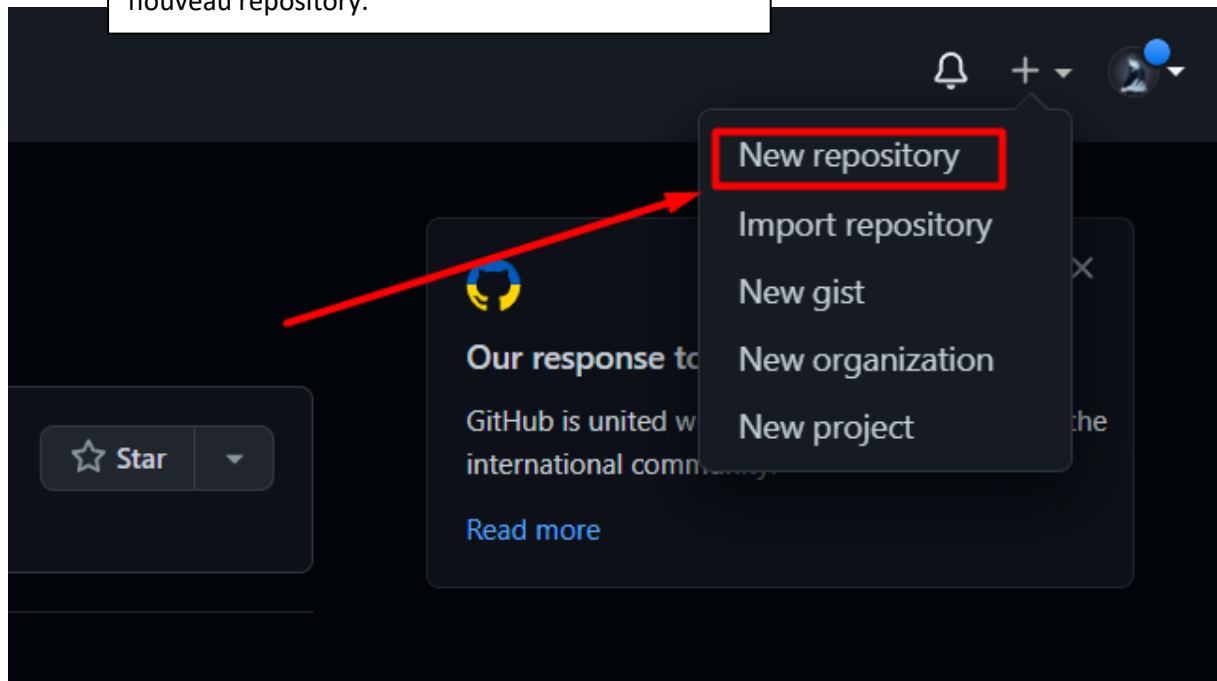 nouveau repository.
New repository
Import repository
New gist
New organization
New project
Our response to
GitHub is united w the
international comm
Read more
Star